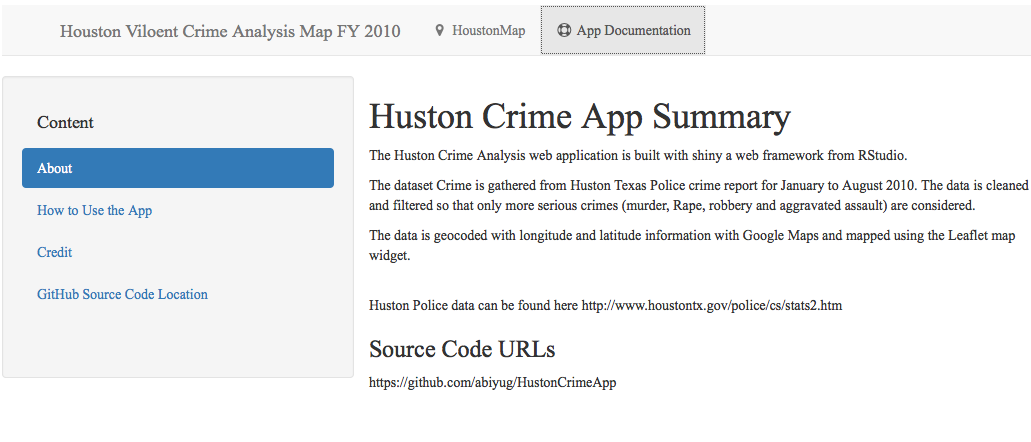 Houston Viloent Crime Analysis Map FY 2010
HoustonMap
App Documentation
Content
About
How to Use the App
Credit
GitHub Source Code Location
Huston Crime App Summary
The Huston Crime Analysis web application is built with shiny a web framework from RStudio.
The dataset Crime is gathered from Huston Texas Police crime report for January to August 2010. The data is cleaned
and filtered so that only more serious crimes (murder, Rape, robbery and aggravated assault) are considered.
The data is geocoded with longitude and latitude information with Google Maps and mapped using the Leaflet map
widget.
Huston Police data can be found here http://www.houstontx.gov/police/cs/stats2.htm
Source Code URLs
https://github.com/abiyug/HustonCrimeApp